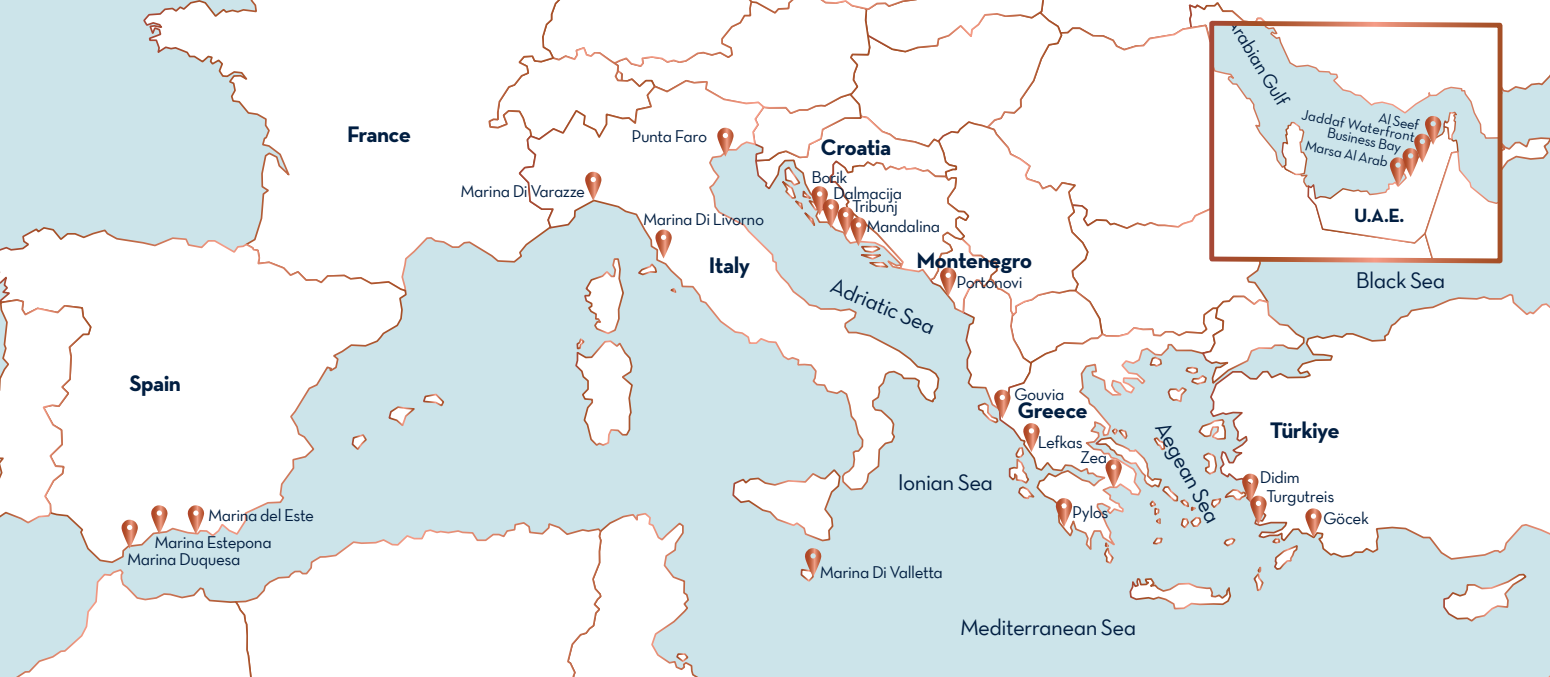 France
Punta Faro
Croatia
Marina Di Varazze
Borik
Dalmacija
Tribunj
Mandalina
Marina Di Livorno
Italy
Montenegro
Portonovi
Adriatic Sea
Spain
Gouvia
Greece
Lefkas
Zea
Pylos
Ionian Sea
Aegean Sea
Türkiye
Didim
Turgutreis
Göcek
Marina del Este
Marina Estepona
Marina Duquesa
Marina Di Valletta
Mediterranean Sea
Black Sea
Arabian Gulf
Al Seef
Jaddaf Waterfront
Business Bay
Marsa Al Arab
U.A.E.